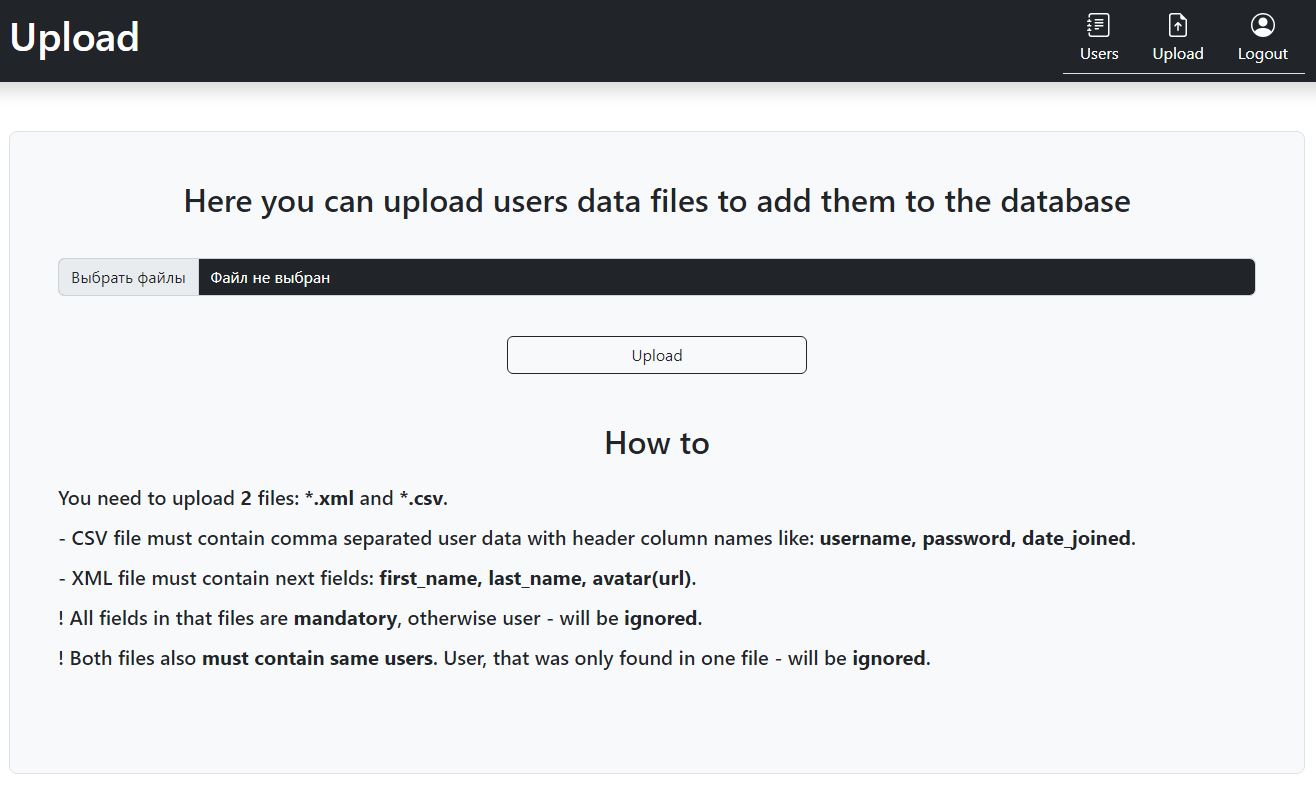 Upload
Users
Upload
Logout
Here you can upload users data files to add them to the database
Выбрать файлы
Файл не выбран
Upload
How to
You need to upload 2 files: *.xml and *.csv.
- CSV file must contain comma separated user data with header column names like: username, password, date_joined.
- XML file must contain next fields: first_name, last_name, avatar(url).
! All fields in that files are mandatory, otherwise user - will be ignored.
! Both files also must contain same users. User, that was only found in one file - will be ignored.